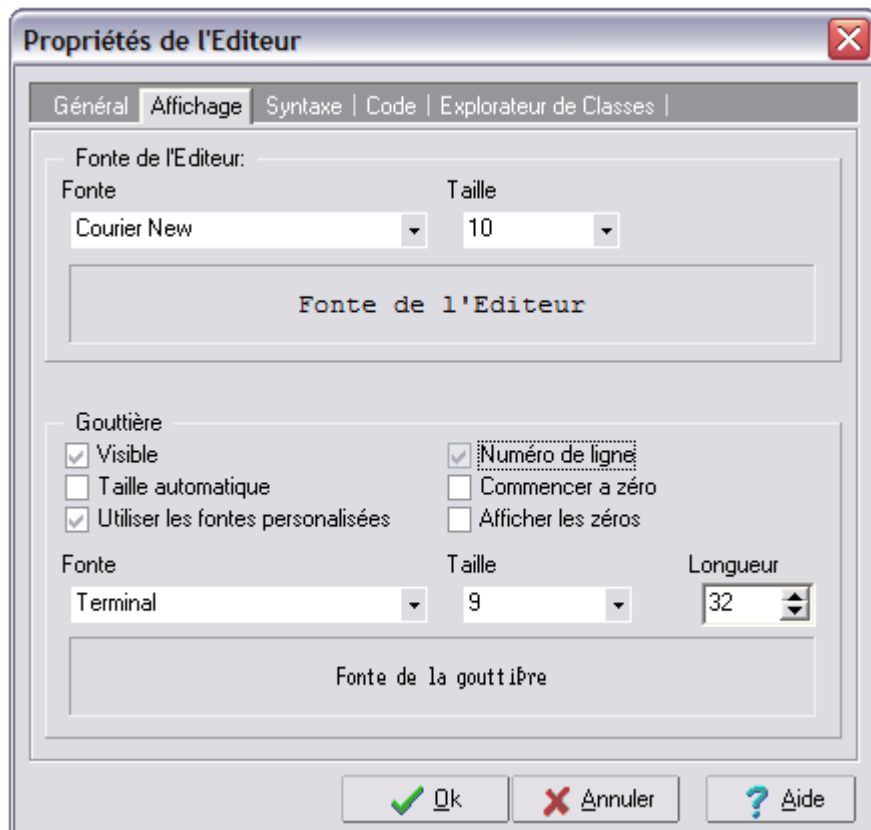 Propriétés de l'Editeur
Général Affichage Syntaxe | Code | Explorateur de Classes |
Fonte de l'Editeur:
Fonte Taille
Courier New 10
Fonte de l'Editeur
Gouttière
Visible Numéro de ligne
Taille automatique Commencer a zéro
Utiliser les fontes personalisées Afficher les zéros
Fonte Taille Longueur
Terminal 9 32
Fonte de la gouttiÞre
Ok Annuler ? Aide